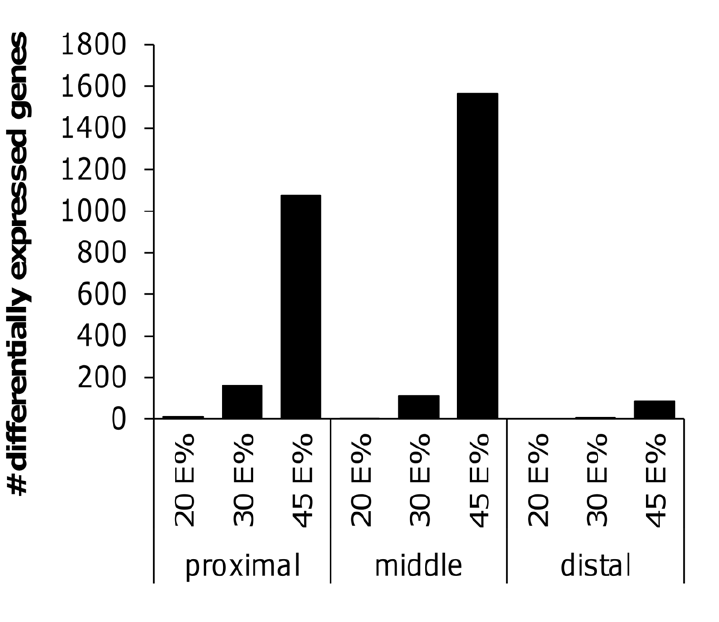 #differentially expressed genes
1800
1600
1400
1200
1000
800
600
400
200
0
20 E%
30 E%
45 E%
20 E%
30 E%
45 E%
20 E%
30 E%
45 E%
proximal
middle
distal